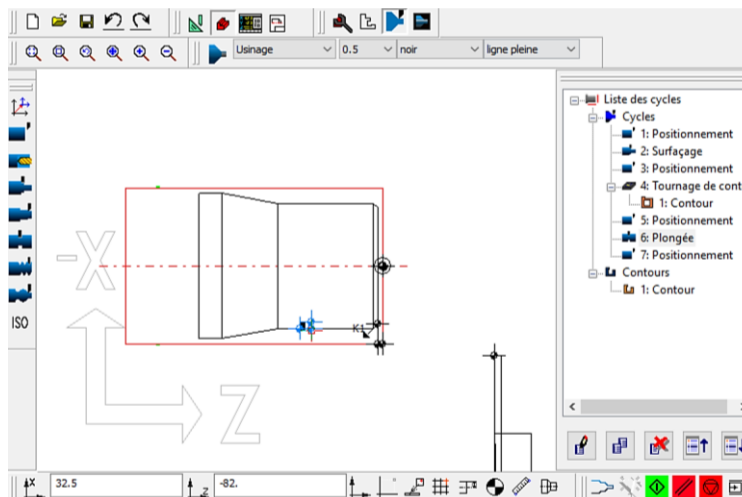 Usinage 0.5 noir ligne pleine
Liste des cycles
Cycles
1: Positionnement
2: Surfaçage
3: Positionnement
4: Tournage de cont
1: Contour
5: Positionnement
6: Plongée
7: Positionnement
Contours
1: Contour
-X
K1
Z
ISO
X 32.5 Z -82.